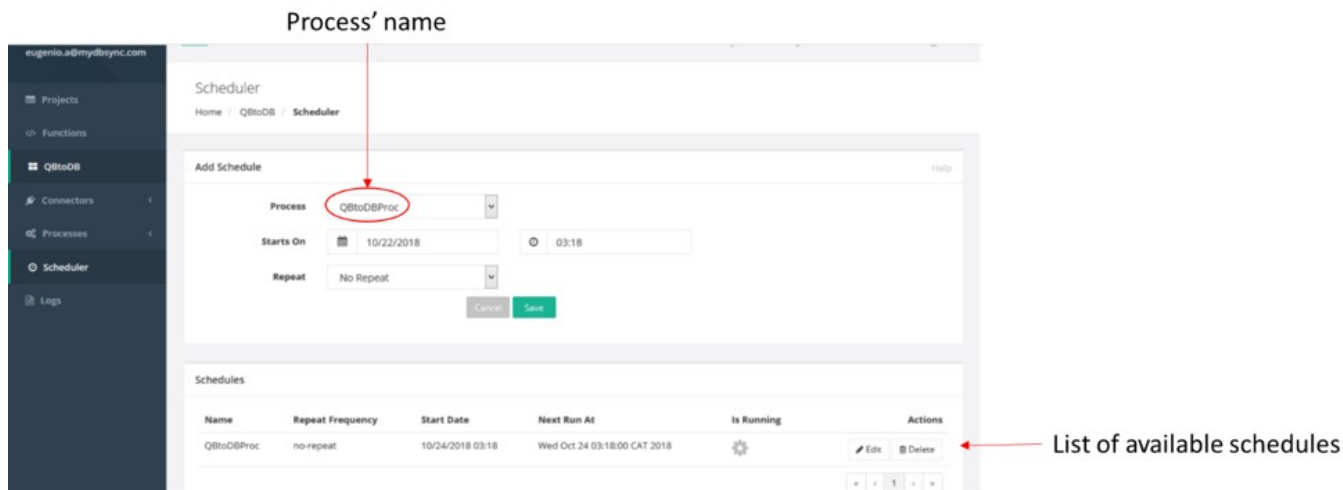 Process’ name
eugenio.a@mydbsync.com
Projects
Functions
QBtoDB
Connectors
Processes
Scheduler
Logs
Scheduler
Home / QBtoDB / Scheduler
Add Schedule Help
Process QBtoDBProc
Starts On 10/22/2018 03:18
Repeat No Repeat
Cancel Save
Schedules
Name Repeat Frequency Start Date Next Run At Is Running Actions
QBtoDBProc no-repeat 10/24/2018 03:18 Wed Oct 24 03:18:00 CAT 2018 Edit Delete
« ‹ 1 › »
List of available schedules